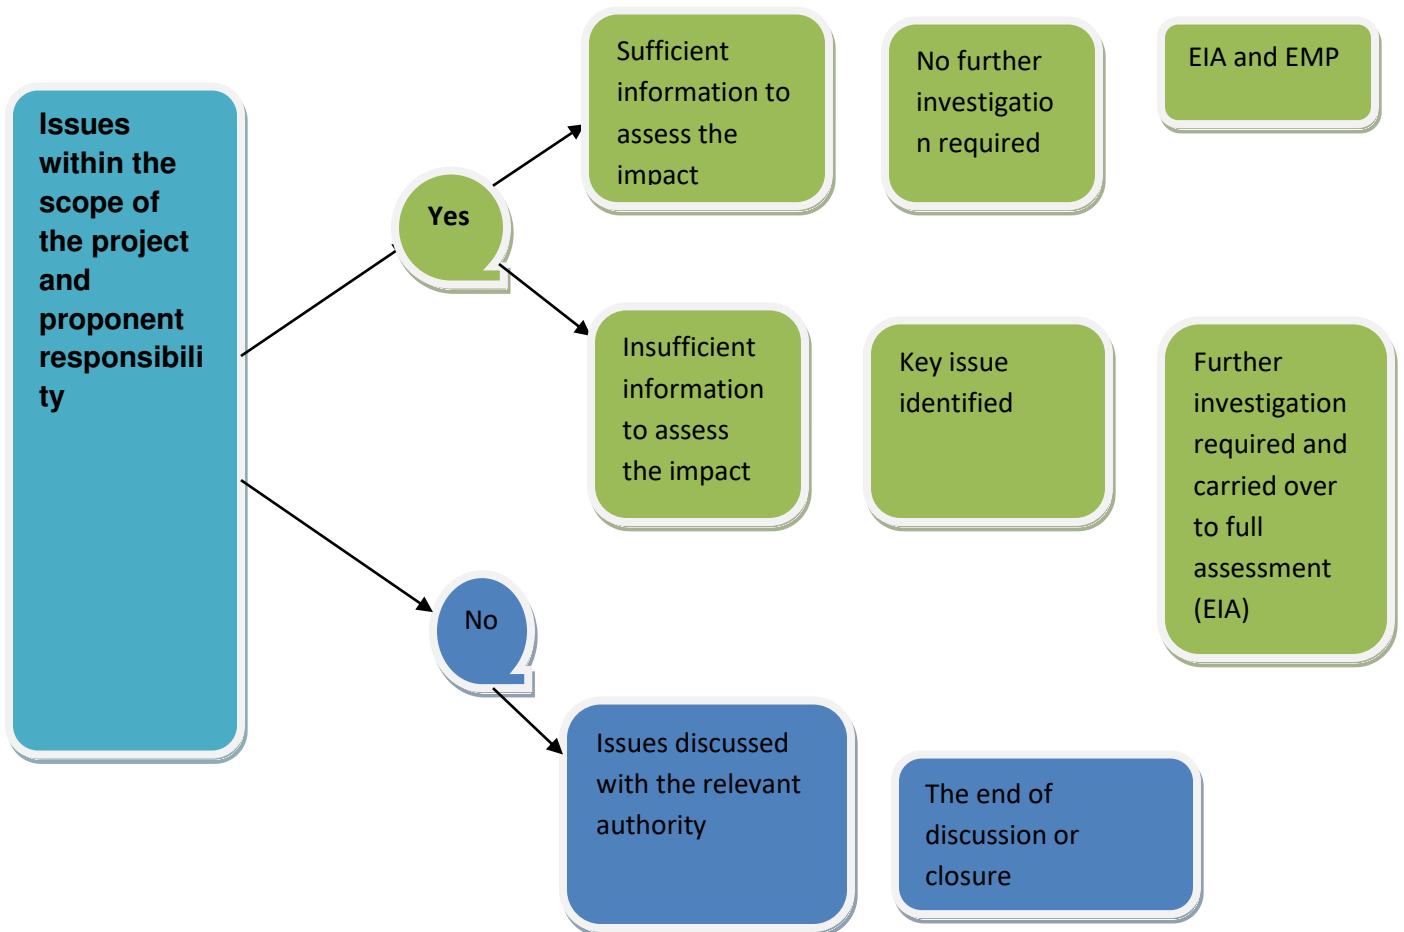 Issues
within the
scope of
the project
and
proponent
responsibili
ty
Yes
Sufficient
information to
assess the
impact
No further
investigatio
n required
EIA and EMP
Insufficient
information
to assess
the impact
Key issue
identified
Further
investigation
required and
carried over
to full
assessment
(EIA)
No
Issues discussed
with the relevant
authority
The end of
discussion or
closure